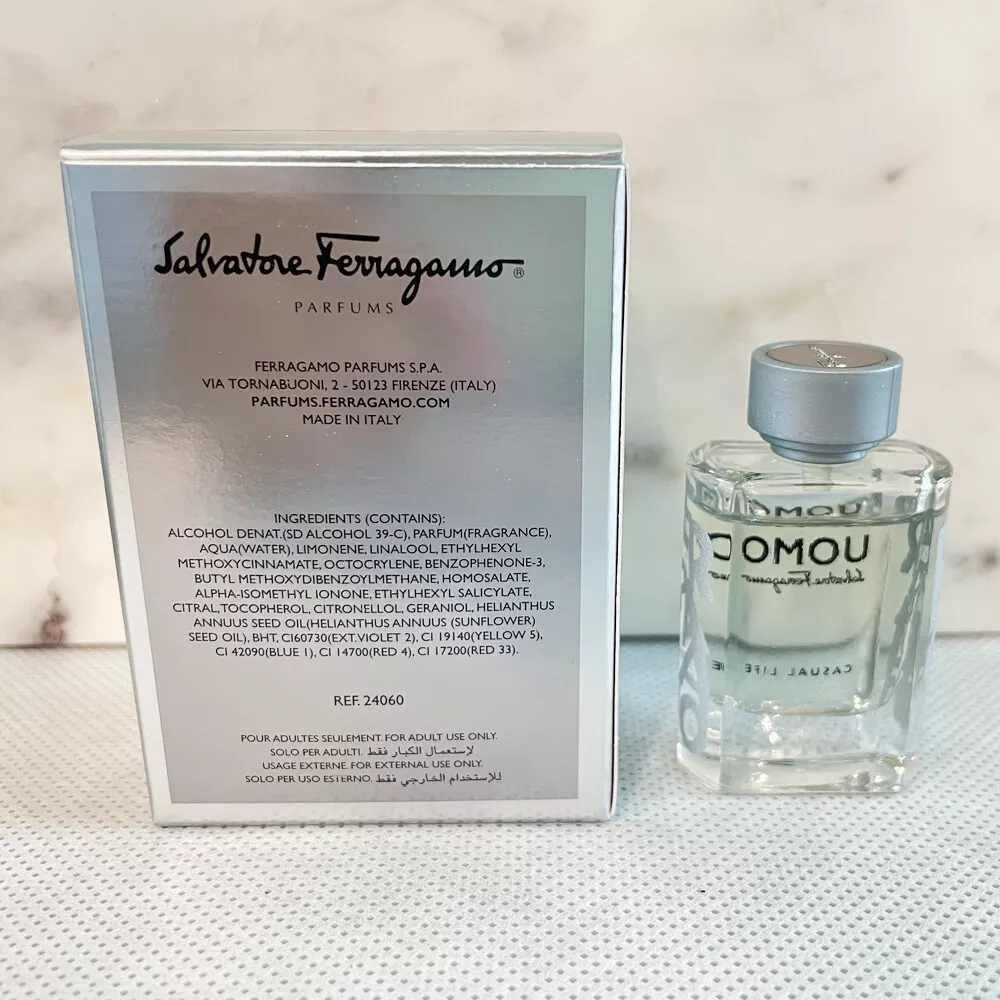 Salvatore Ferragamo®
PARFUMS
FERRAGAMO PARFUMS S.P.A.
VIA TORNABUONI, 2 - 50123 FIRENZE (ITALY)
PARFUMS.FERRAGAMO.COM
MADE IN ITALY
INGREDIENTS (CONTAINS):
ALCOHOL DENAT.(SD ALCOHOL 39-C), PARFUM(FRAGRANCE),
AQUA(WATER), LIMONENE, LINALOOL, ETHYLHEXYL
METHOXYCINNAMATE, OCTOCRYLENE, BENZOPHENONE-3,
BUTYL METHOXYDIBENZOYLMETHANE, HOMOSALATE,
ALPHA-ISOMETHYL IONONE, ETHYLHEXYL SALICYLATE,
CITRAL, TOCOPHEROL, CITRONELLOL, GERANIOL, HELIANTHUS
ANNUUS SEED OIL(HELIANTHUS ANNUUS (SUNFLOWER)
SEED OIL), BHT, CI60730(EXT.VIOLET 2), CI 19140(YELLOW 5),
CI 42090(BLUE 1), CI 14700(RED 4), CI 17200(RED 33).
REF. 24060
POUR ADULTES SEULEMENT. FOR ADULT USE ONLY.
SOLO PER ADULTI. لإستعمال الكبار فقط
USAGE EXTERNE. FOR EXTERNAL USE ONLY.
SOLO PER USO ESTERNO. للإستخدام الخارجي فقط
UOMO
UOMO
Salvatore Ferragamo
CASUAL LIFE